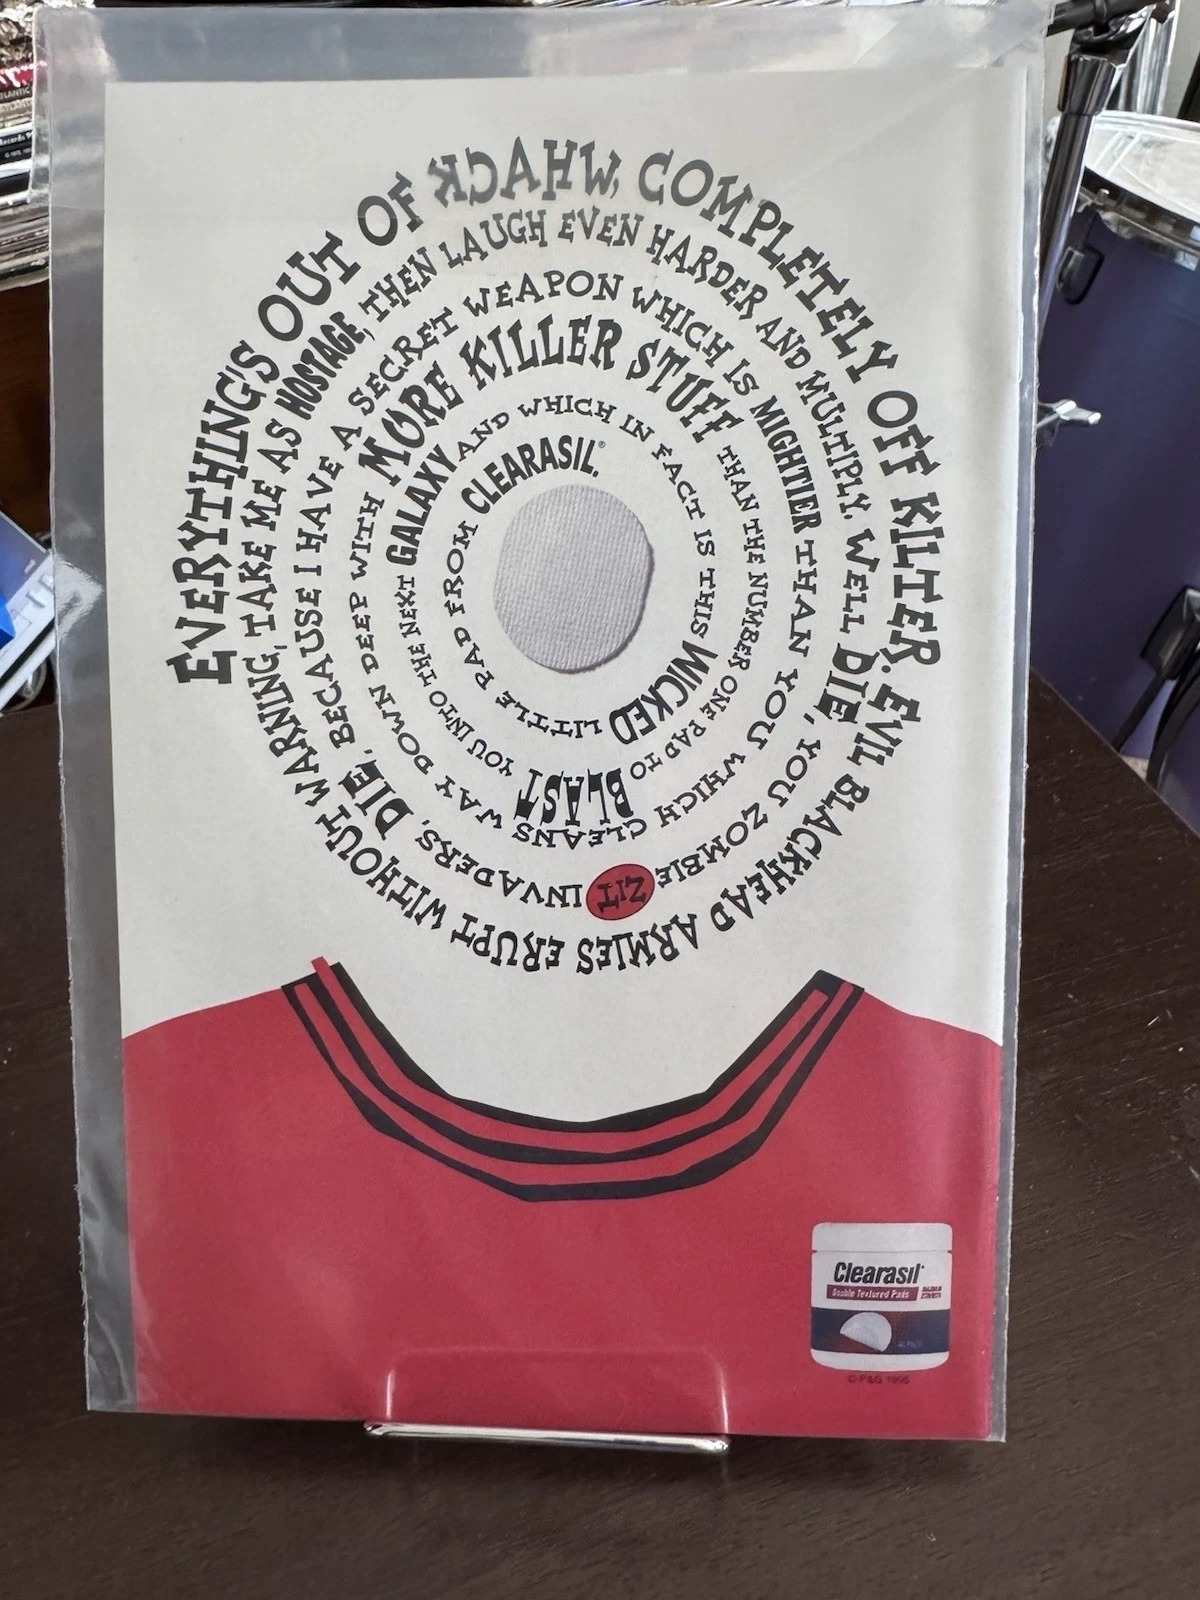 EVERYTHING'S OUT OF KCAHW, COMPLETELY OFF KILTER. EVIL BLACKHEAD ARMIES ERUPT WITHOUT WARNING, TAKE ME AS HOSTAGE, THEN LAUGH EVEN HARDER AND MULTIPLY. WELL DIE, YOU ZOMBIE ZIT INVADERS, DIE, BECAUSE I HAVE A SECRET WEAPON WHICH IS MIGHTIER THAN YOU WHICH CLEANS WAY DOWN DEEP WITH MORE KILLER STUFF THAN THE NUMBER ONE PAD TO BLAST YOU INTO THE NEXT GALAXY AND WHICH IN FACT IS THIS WICKED LITTLE PAD FROM CLEARASIL.®
Clearasil
Double Textured Pads
© P&G